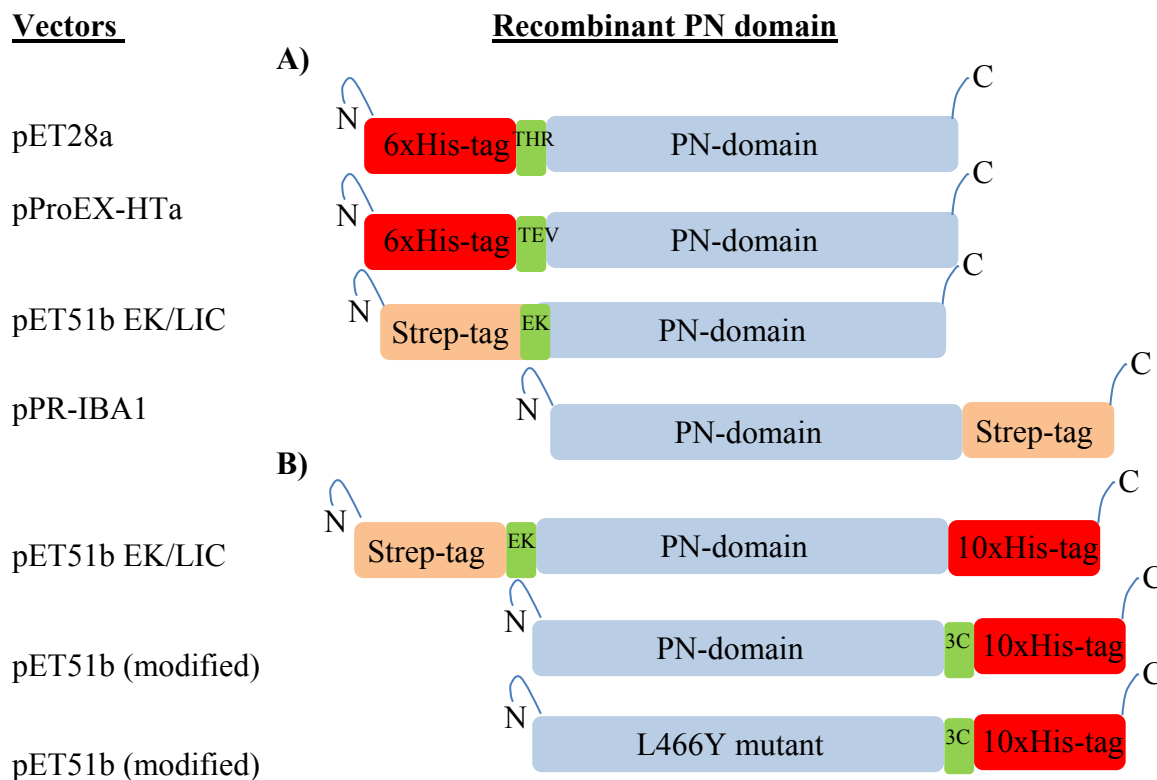 Vectors Recombinant PN domain
A)
pET28a N 6xHis-tag THR PN-domain C
pProEX-HTa N 6xHis-tag TEV PN-domain C
pET51b EK/LIC N Strep-tag EK PN-domain C
pPR-IBA1 N PN-domain Strep-tag C
B)
pET51b EK/LIC N Strep-tag EK PN-domain 10xHis-tag C
pET51b (modified) N PN-domain 3C 10xHis-tag C
pET51b (modified) N L466Y mutant 3C 10xHis-tag C